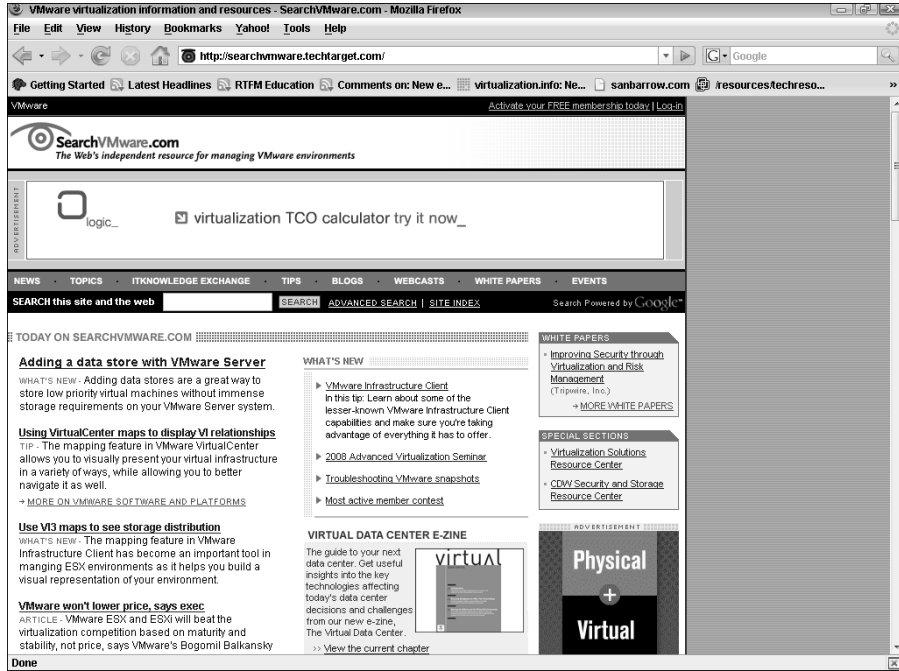 VMware virtualization information and resources - SearchVMware.com - Mozilla Firefox
File Edit View History Bookmarks Yahoo! Tools Help
http://searchvmware.techtarget.com/
G Google
Getting Started Latest Headlines RTFM Education Comments on: New e... virtualization.info: Ne... sanbarrow.com /resources/techreso... »
VMware
Activate your FREE membership today | Log-in
SearchVMware.com
The Web's independent resource for managing VMware environments
ADVERTISEMENT
logic_
virtualization TCO calculator try it now_
NEWS · TOPICS · ITKNOWLEDGE EXCHANGE · TIPS · BLOGS · WEBCASTS · WHITE PAPERS · EVENTS
SEARCH this site and the web
SEARCH
ADVANCED SEARCH | SITE INDEX
Search Powered by Google™
TODAY ON SEARCHVMWARE.COM
Adding a data store with VMware Server
WHAT'S NEW - Adding data stores are a great way to
store low priority virtual machines without immense
storage requirements on your VMware Server system.
Using VirtualCenter maps to display VI relationships
TIP - The mapping feature in VMware VirtualCenter
allows you to visually present your virtual infrastructure
in a variety of ways, while allowing you to better
navigate it as well.
→ MORE ON VMWARE SOFTWARE AND PLATFORMS
Use VI3 maps to see storage distribution
WHAT'S NEW - The mapping feature in VMware
Infrastructure Client has become an important tool in
manging ESX environments as it helps you build a
visual representation of your environment.
VMware won't lower price, says exec
ARTICLE - VMware ESX and ESXi will beat the
virtualization competition based on maturity and
stability, not price, says VMware's Bogomil Balkansky
WHAT'S NEW
VMware Infrastructure Client
In this tip: Learn about some of the
lesser-known VMware Infrastructure Client
capabilities and make sure you're taking
advantage of everything it has to offer.
2008 Advanced Virtualization Seminar
Troubleshooting VMware snapshots
Most active member contest
VIRTUAL DATA CENTER E-ZINE
The guide to your next
data center. Get useful
insights into the key
technologies affecting
today's data center
decisions and challenges
from our new e-zine,
The Virtual Data Center.
>> View the current chapter
virtual
WHITE PAPERS
Improving Security through
Virtualization and Risk
Management
(Tripwire, Inc.)
→ MORE WHITE PAPERS
SPECIAL SECTIONS
Virtualization Solutions
Resource Center
CDW Security and Storage
Resource Center
ADVERTISEMENT
Physical
+
Virtual
Done